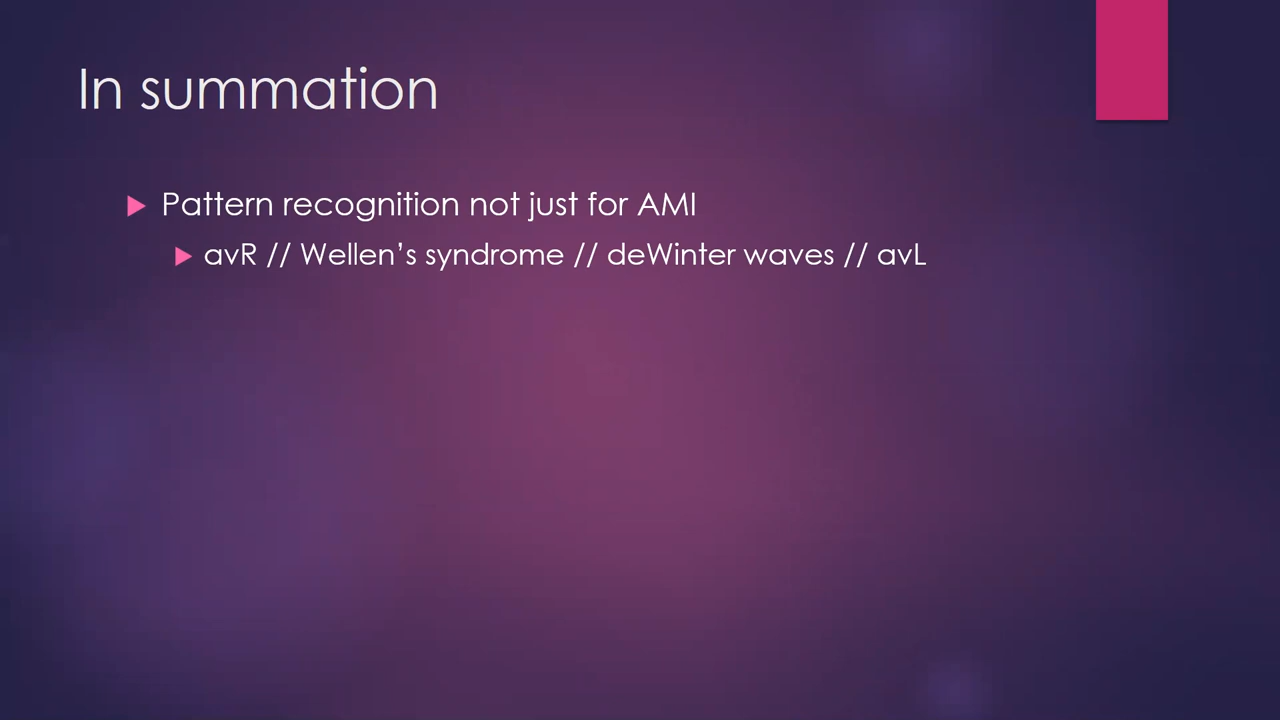 In summation
Pattern recognition not just for AMI
avR // Wellen’s syndrome // deWinter waves // avL